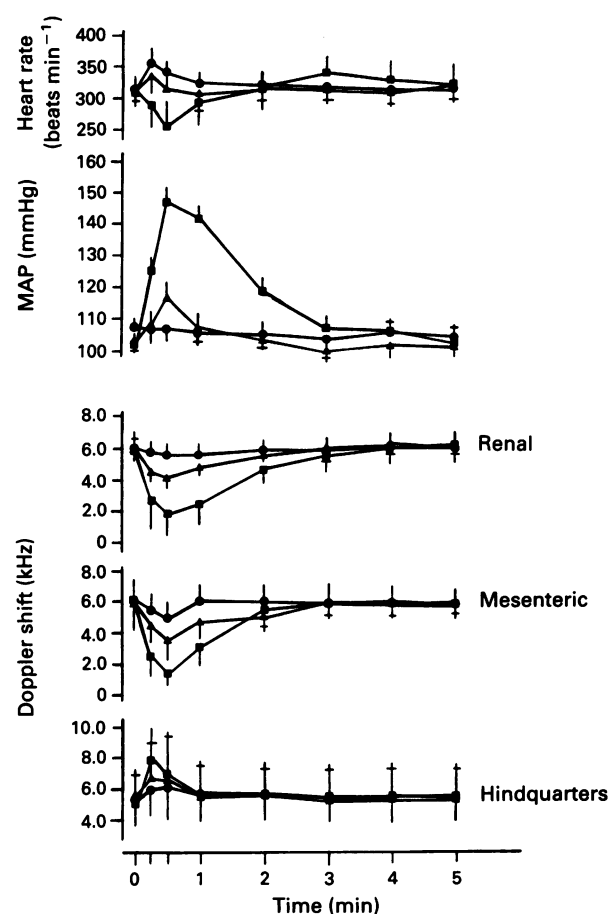 Heart rate
(beats min⁻¹)
400
350
300
250
MAP (mmHg)
160
150
140
130
120
110
100
Doppler shift (kHz)
8.0
6.0
4.0
2.0
0
Renal
8.0
6.0
4.0
2.0
0
Mesenteric
10.0
8.0
6.0
4.0
Hindquarters
0 1 2 3 4 5
Time (min)